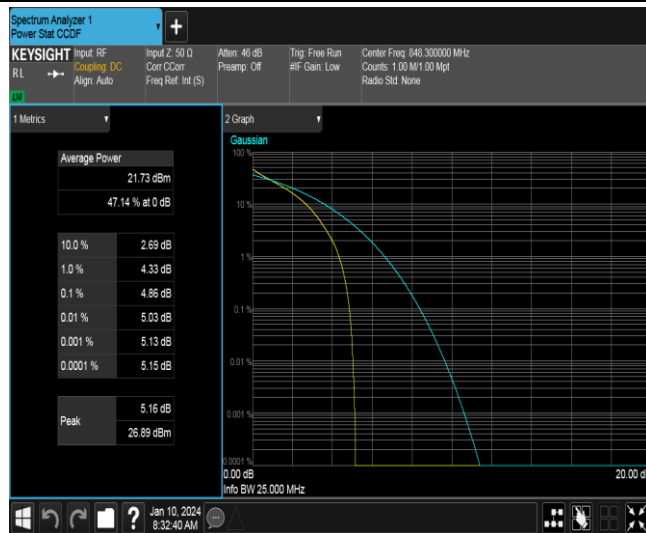 Spectrum Analyzer 1
Power Stat CCDF
KEYSIGHT
RL
LXI
Input: RF
Coupling: DC
Align: Auto
Input Z: 50 Ω
Corr CCorr
Freq Ref: Int (S)
Atten: 46 dB
Preamp: Off
Trig: Free Run
#IF Gain: Low
Center Freq: 848.300000 MHz
Counts: 1.00 M/1.00 Mpt
Radio Std: None
1 Metrics
Average Power
21.73 dBm
47.14 % at 0 dB
10.0 % 2.69 dB
1.0 % 4.33 dB
0.1 % 4.86 dB
0.01 % 5.03 dB
0.001 % 5.13 dB
0.0001 % 5.15 dB
Peak
5.16 dB
26.89 dBm
2 Graph
Gaussian
100 %
10 %
1 %
0.1 %
0.01 %
0.001 %
0.0001 %
0.00 dB
20.00 d
Info BW 25.000 MHz
?
Jan 10, 2024
8:32:40 AM